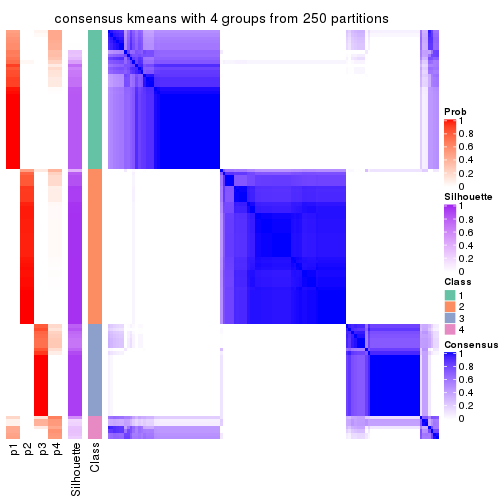 consensus kmeans with 4 groups from 250 partitions
Prob
1
0.8
0.6
0.4
0.2
0
Silhouette
1
0.8
0.6
0.4
0.2
0
Class
1
2
3
4
Consensus
1
0.8
0.6
0.4
0.2
0
p1
p2
p3
p4
Silhouette
Class